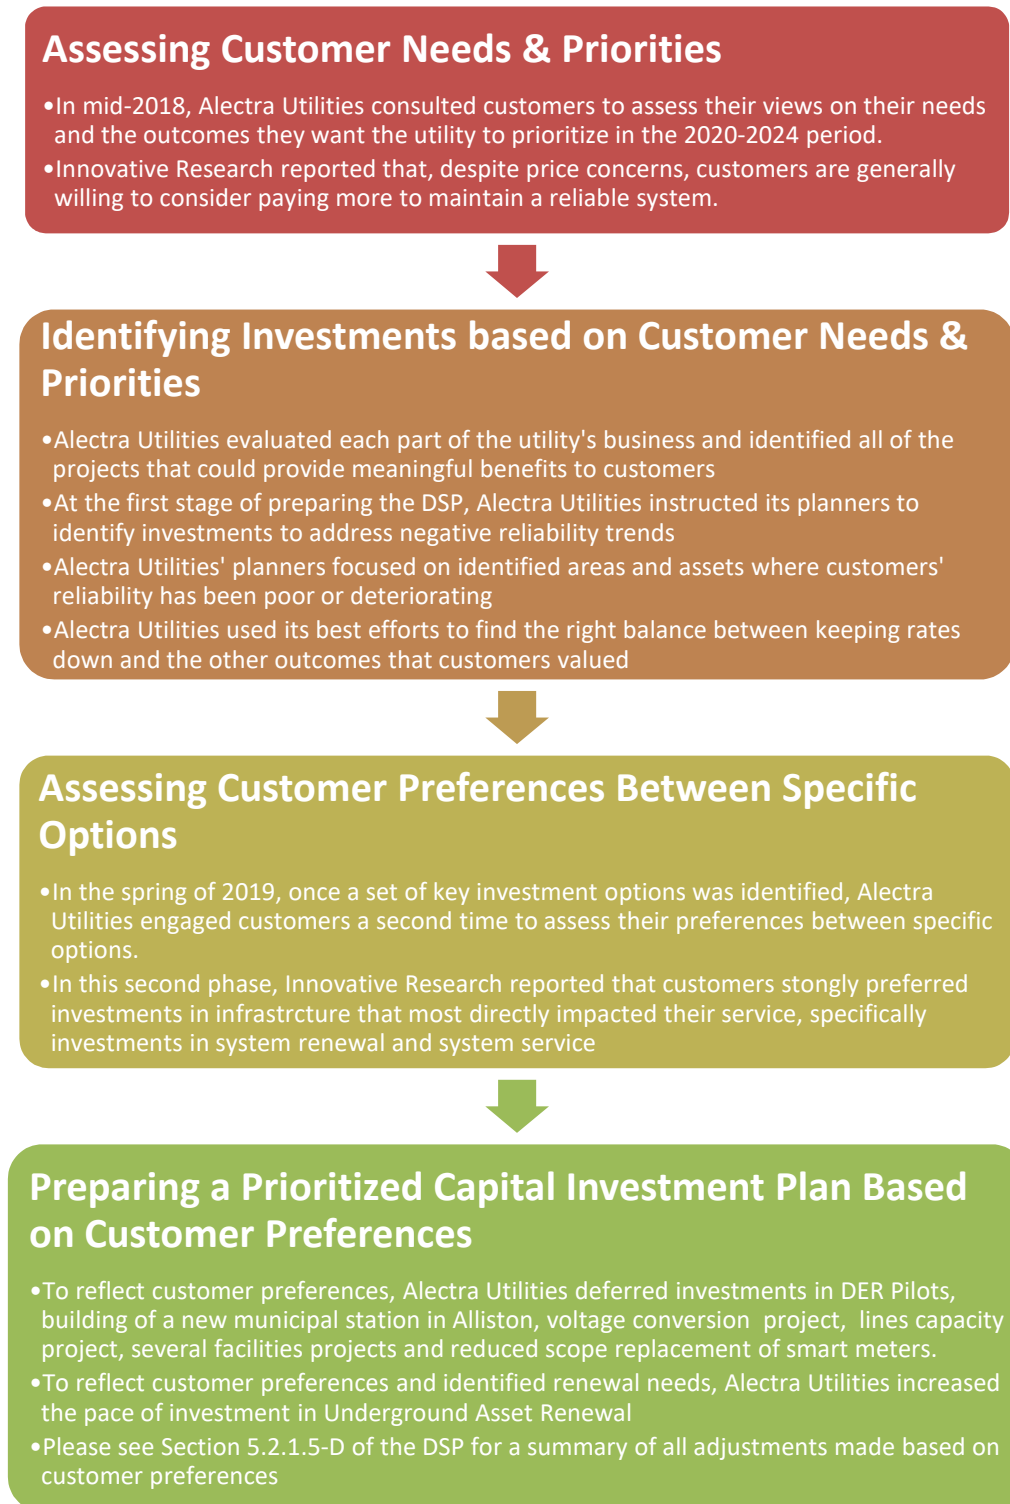 Assessing Customer Needs & Priorities
•In mid-2018, Alectra Utilities consulted customers to assess their views on their needs
and the outcomes they want the utility to prioritize in the 2020-2024 period.
•Innovative Research reported that, despite price concerns, customers are generally
willing to consider paying more to maintain a reliable system.
Identifying Investments based on Customer Needs &
Priorities
•Alectra Utilities evaluated each part of the utility's business and identified all of the
projects that could provide meaningful benefits to customers
•At the first stage of preparing the DSP, Alectra Utilities instructed its planners to
identify investments to address negative reliability trends
•Alectra Utilities' planners focused on identified areas and assets where customers'
reliability has been poor or deteriorating
•Alectra Utilities used its best efforts to find the right balance between keeping rates
down and the other outcomes that customers valued
Assessing Customer Preferences Between Specific
Options
•In the spring of 2019, once a set of key investment options was identified, Alectra
Utilities engaged customers a second time to assess their preferences between specific
options.
•In this second phase, Innovative Research reported that customers stongly preferred
investments in infrastrcture that most directly impacted their service, specifically
investments in system renewal and system service
Preparing a Prioritized Capital Investment Plan Based
on Customer Preferences
•To reflect customer preferences, Alectra Utilities deferred investments in DER Pilots,
building of a new municipal station in Alliston, voltage conversion project, lines capacity
project, several facilities projects and reduced scope replacement of smart meters.
•To reflect customer preferences and identified renewal needs, Alectra Utilities increased
the pace of investment in Underground Asset Renewal
•Please see Section 5.2.1.5-D of the DSP for a summary of all adjustments made based on
customer preferences